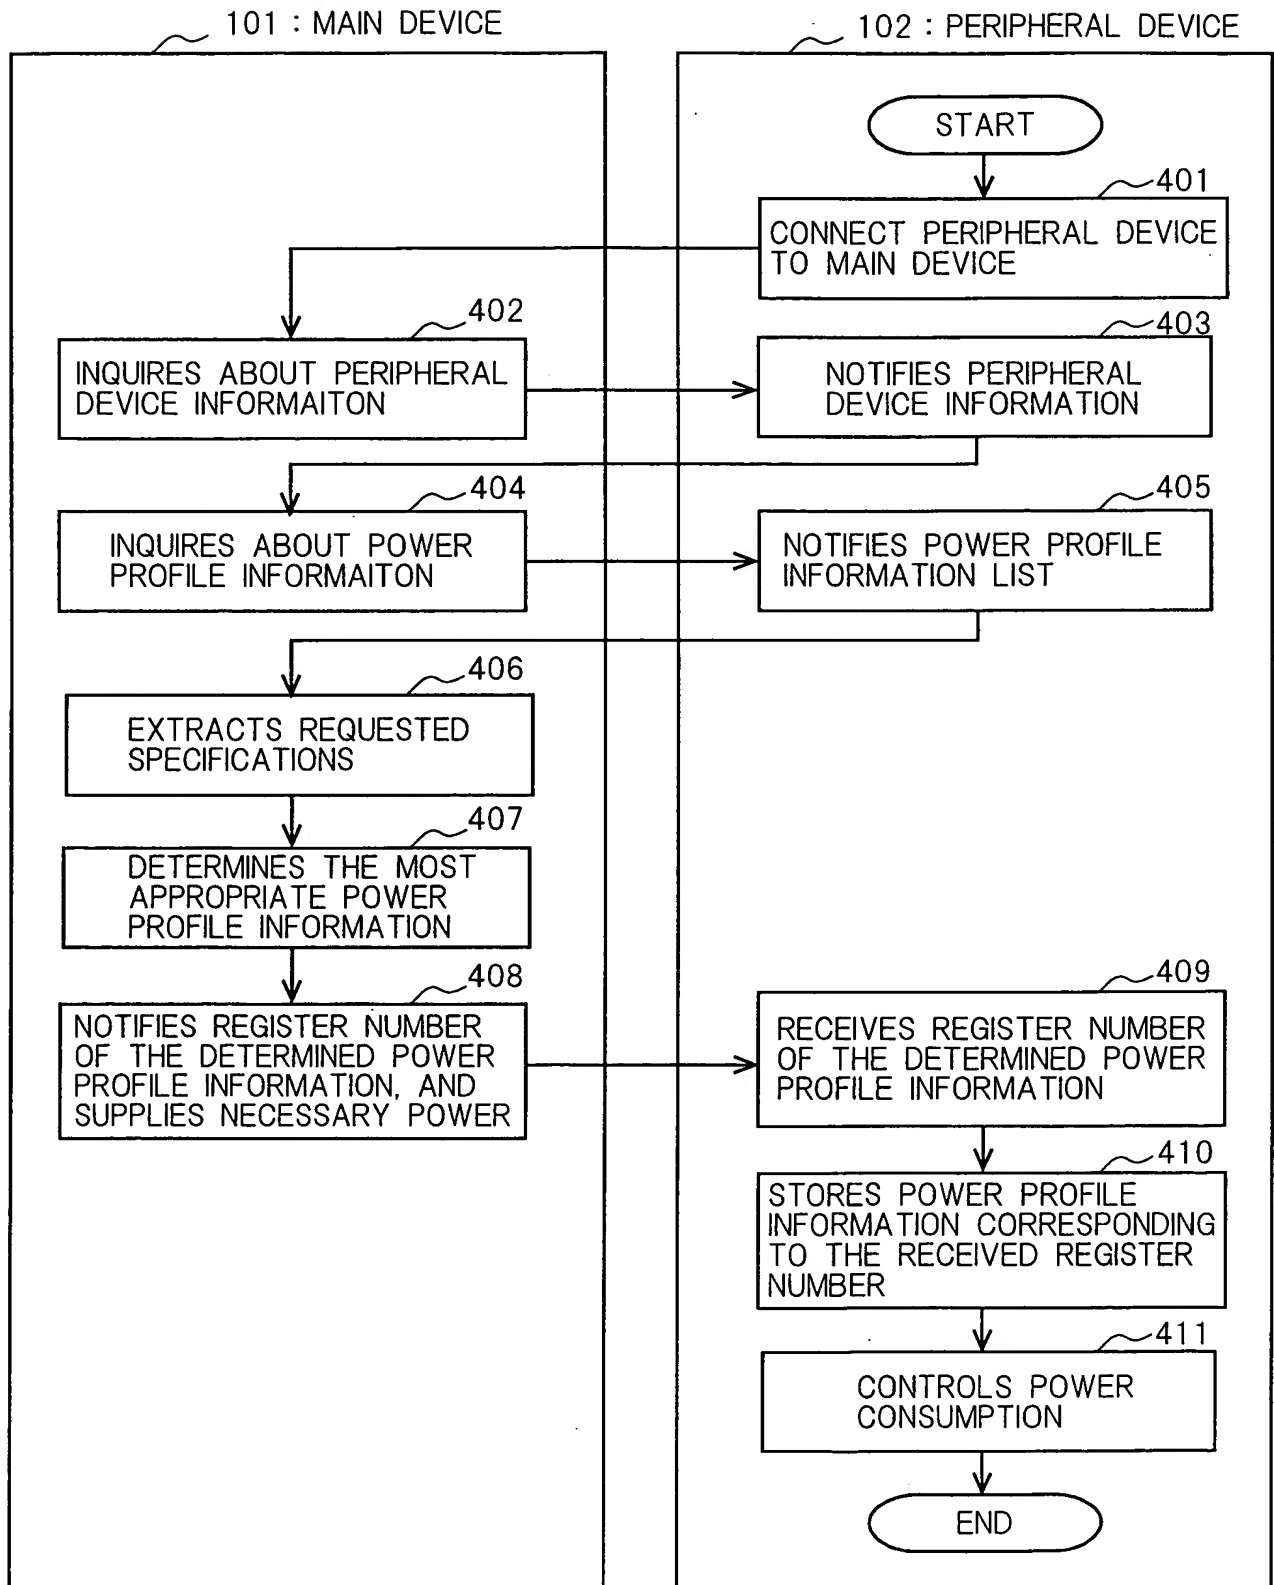 101 : MAIN DEVICE
102 : PERIPHERAL DEVICE
START
401
CONNECT PERIPHERAL DEVICE
TO MAIN DEVICE
402
INQUIRES ABOUT PERIPHERAL
DEVICE INFORMAITON
403
NOTIFIES PERIPHERAL
DEVICE INFORMATION
404
INQUIRES ABOUT POWER
PROFILE INFORMAITON
405
NOTIFIES POWER PROFILE
INFORMATION LIST
406
EXTRACTS REQUESTED
SPECIFICATIONS
407
DETERMINES THE MOST
APPROPRIATE POWER
PROFILE INFORMATION
408
NOTIFIES REGISTER NUMBER
OF THE DETERMINED POWER
PROFILE INFORMATION, AND
SUPPLIES NECESSARY POWER
409
RECEIVES REGISTER NUMBER
OF THE DETERMINED POWER
PROFILE INFORMATION
410
STORES POWER PROFILE
INFORMATION CORRESPONDING
TO THE RECEIVED REGISTER
NUMBER
411
CONTROLS POWER
CONSUMPTION
END